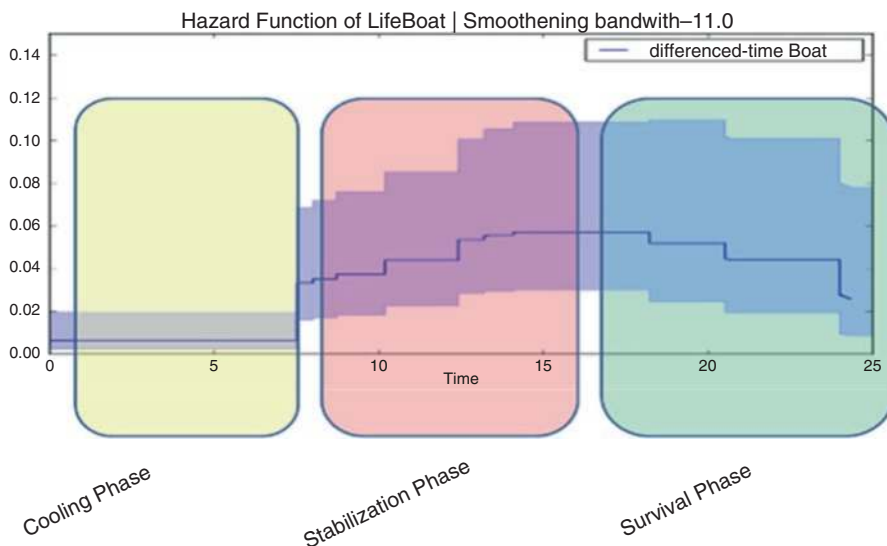 Hazard Function of LifeBoat | Smoothening bandwith–11.0
differenced-time Boat
0.14
0.12
0.10
0.08
0.06
0.04
0.02
0.00
0 5 10 15 20 25
Time
Cooling Phase
Stabilization Phase
Survival Phase